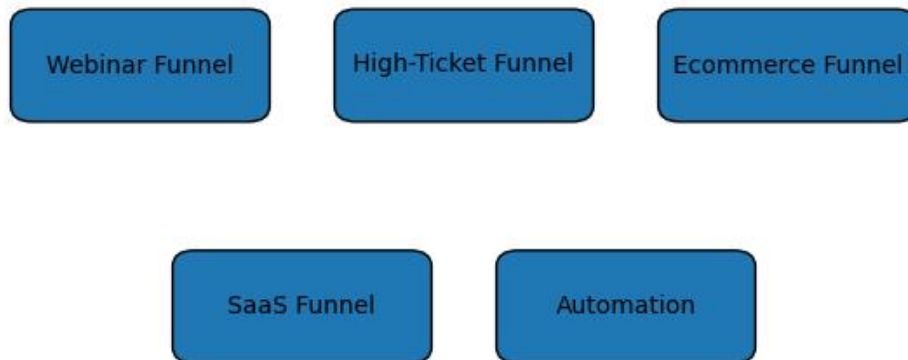 Webinar Funnel
High-Ticket Funnel
Ecommerce Funnel
SaaS Funnel
Automation